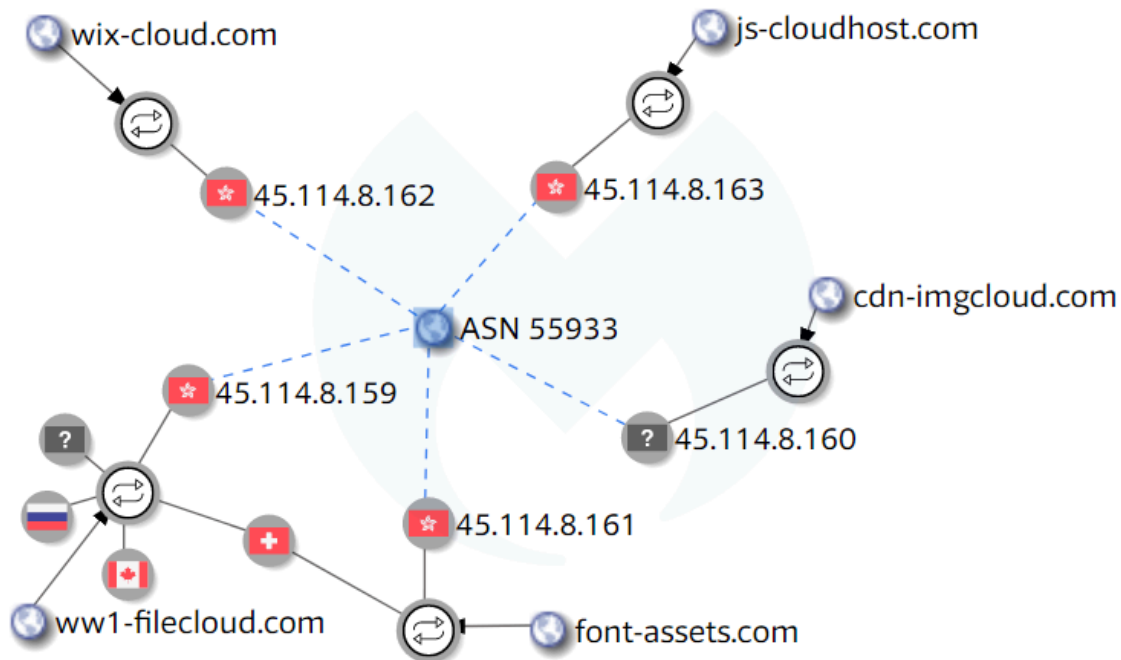 wix-cloud.com
js-cloudhost.com
45.114.8.162
45.114.8.163
cdn-imgcloud.com
ASN 55933
45.114.8.159
?
?
45.114.8.160
45.114.8.161
ww1-filecloud.com
font-assets.com